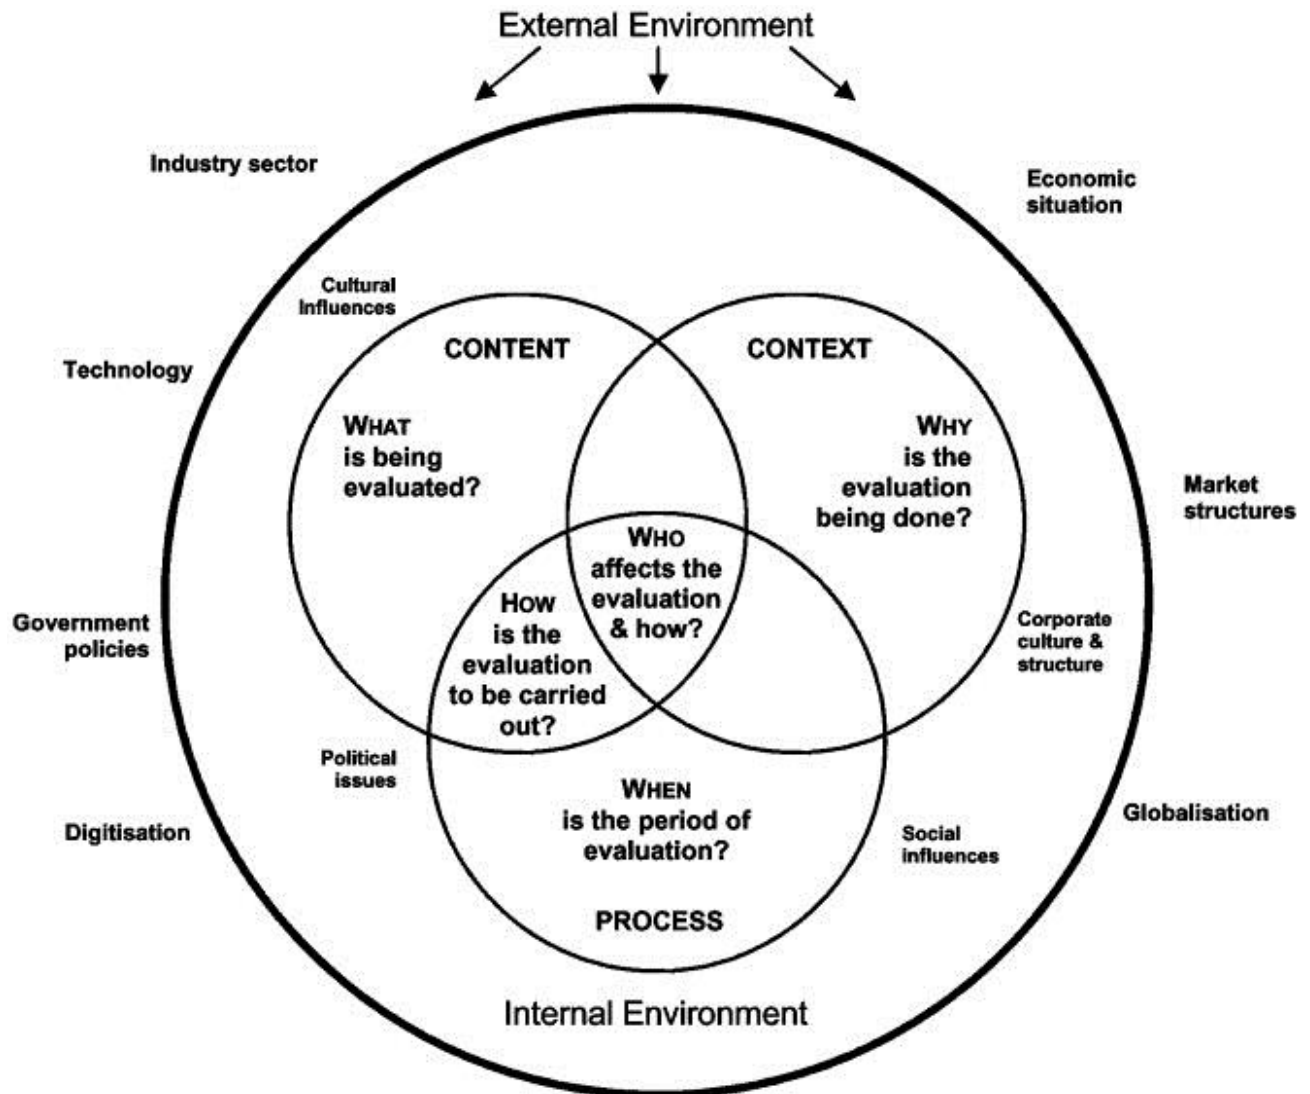 External Environment
Industry sector
Economic
situation
Cultural
Influences
CONTENT
CONTEXT
Technology
WHAT
is being
evaluated?
WHY
is the
evaluation
being done?
Market
structures
WHO
affects the
evaluation
& how?
HOW
is the
evaluation
to be carried
out?
Government
policies
Corporate
culture &
structure
Political
issues
WHEN
is the period of
evaluation?
Digitisation
Social
influences
Globalisation
PROCESS
Internal Environment